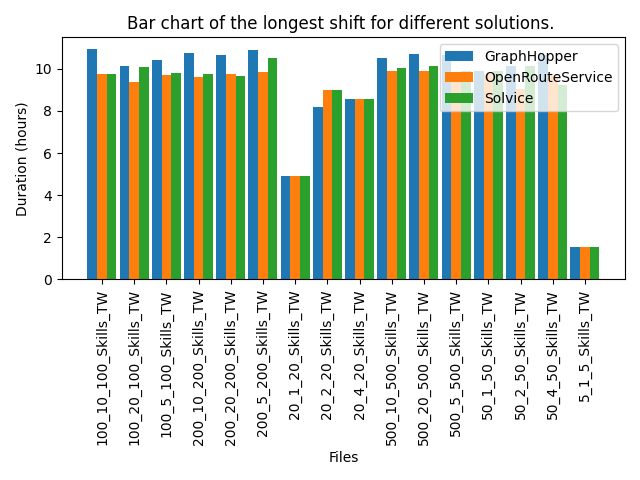 Bar chart of the longest shift for different solutions.
GraphHopper
OpenRouteService
Solvice
Duration (hours)
10
8
6
4
2
0
100_10_100_Skills_TW
100_20_100_Skills_TW
100_5_100_Skills_TW
200_10_200_Skills_TW
200_20_200_Skills_TW
200_5_200_Skills_TW
20_1_20_Skills_TW
20_2_20_Skills_TW
20_4_20_Skills_TW
500_10_500_Skills_TW
500_20_500_Skills_TW
500_5_500_Skills_TW
50_1_50_Skills_TW
50_2_50_Skills_TW
50_4_50_Skills_TW
5_1_5_Skills_TW
Files